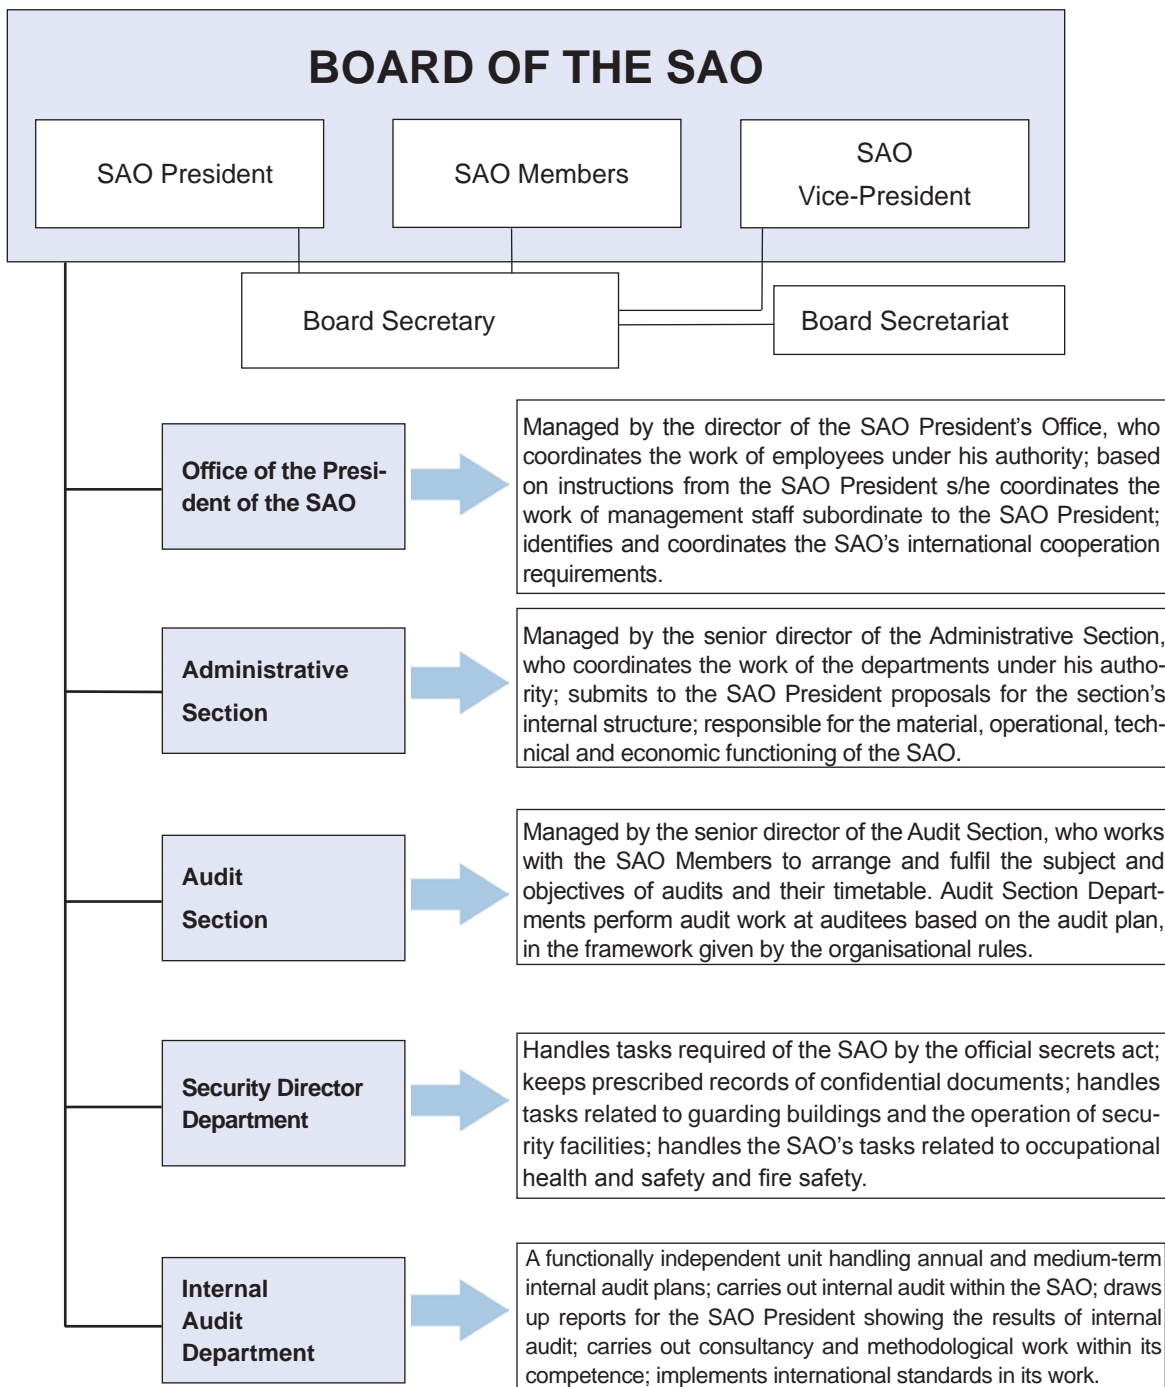 BOARD OF THE SAO
SAO President
SAO Members
SAO
Vice-President
Board Secretary
Board Secretariat
Office of the Presi-
dent of the SAO
Managed by the director of the SAO President’s Office, who
coordinates the work of employees under his authority; based
on instructions from the SAO President s/he coordinates the
work of management staff subordinate to the SAO President;
identifies and coordinates the SAO’s international cooperation
requirements.
Administrative
Section
Managed by the senior director of the Administrative Section,
who coordinates the work of the departments under his autho-
rity; submits to the SAO President proposals for the section’s
internal structure; responsible for the material, operational, tech-
nical and economic functioning of the SAO.
Audit
Section
Managed by the senior director of the Audit Section, who works
with the SAO Members to arrange and fulfil the subject and
objectives of audits and their timetable. Audit Section Depart-
ments perform audit work at auditees based on the audit plan,
in the framework given by the organisational rules.
Security Director
Department
Handles tasks required of the SAO by the official secrets act;
keeps prescribed records of confidential documents; handles
tasks related to guarding buildings and the operation of secu-
rity facilities; handles the SAO’s tasks related to occupational
health and safety and fire safety.
Internal
Audit
Department
A functionally independent unit handling annual and medium-term
internal audit plans; carries out internal audit within the SAO; draws
up reports for the SAO President showing the results of internal
audit; carries out consultancy and methodological work within its
competence; implements international standards in its work.